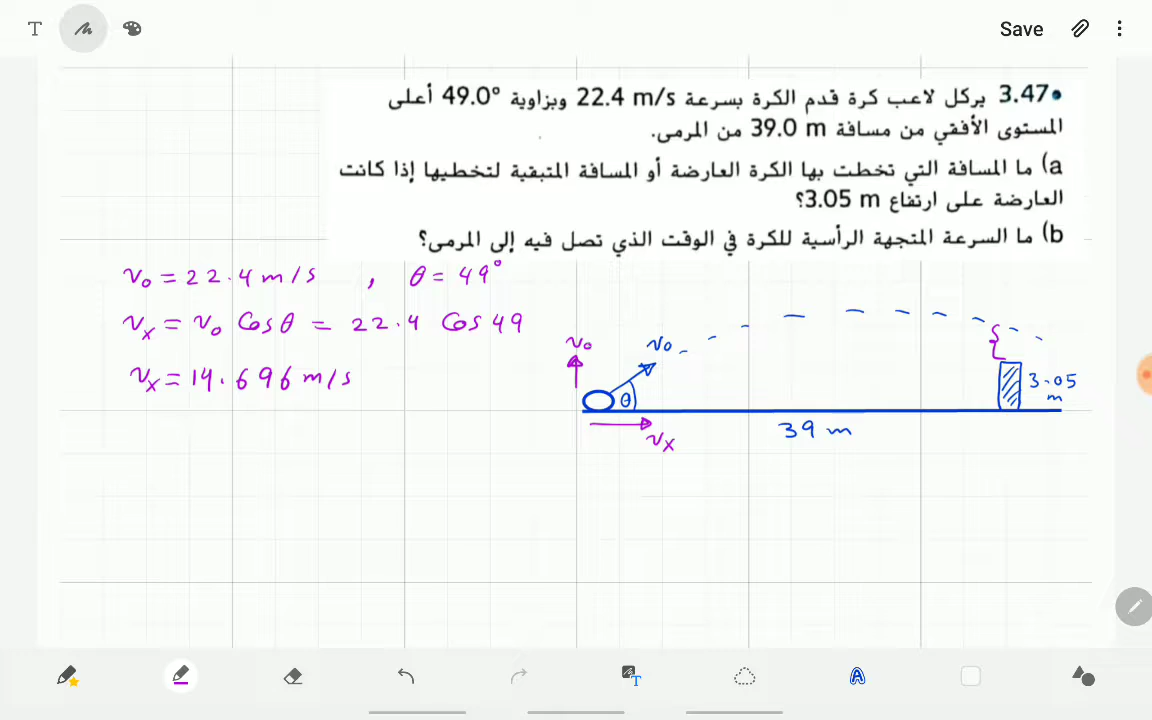 T
Save
3.47• يركل لاعب كرة قدم الكرة بسرعة 22.4 m/s وبزاوية 49.0° أعلى
المستوى الأفقي من مسافة 39.0 m من المرمى.
a) ما المسافة التي تخطت بها الكرة العارضة أو المسافة المتبقية لتخطيها إذا كانت
العارضة على ارتفاع 3.05 m؟
b) ما السرعة المتجهة الرأسية للكرة في الوقت الذي تصل فيه إلى المرمى؟
v₀ = 22.4 m/s , θ = 49°
vₓ = v₀ Cosθ = 22.4 Cos 49
vₓ = 14.696 m/s
v₀
v₀
θ
vₓ
39 m
3.05
m
T
A